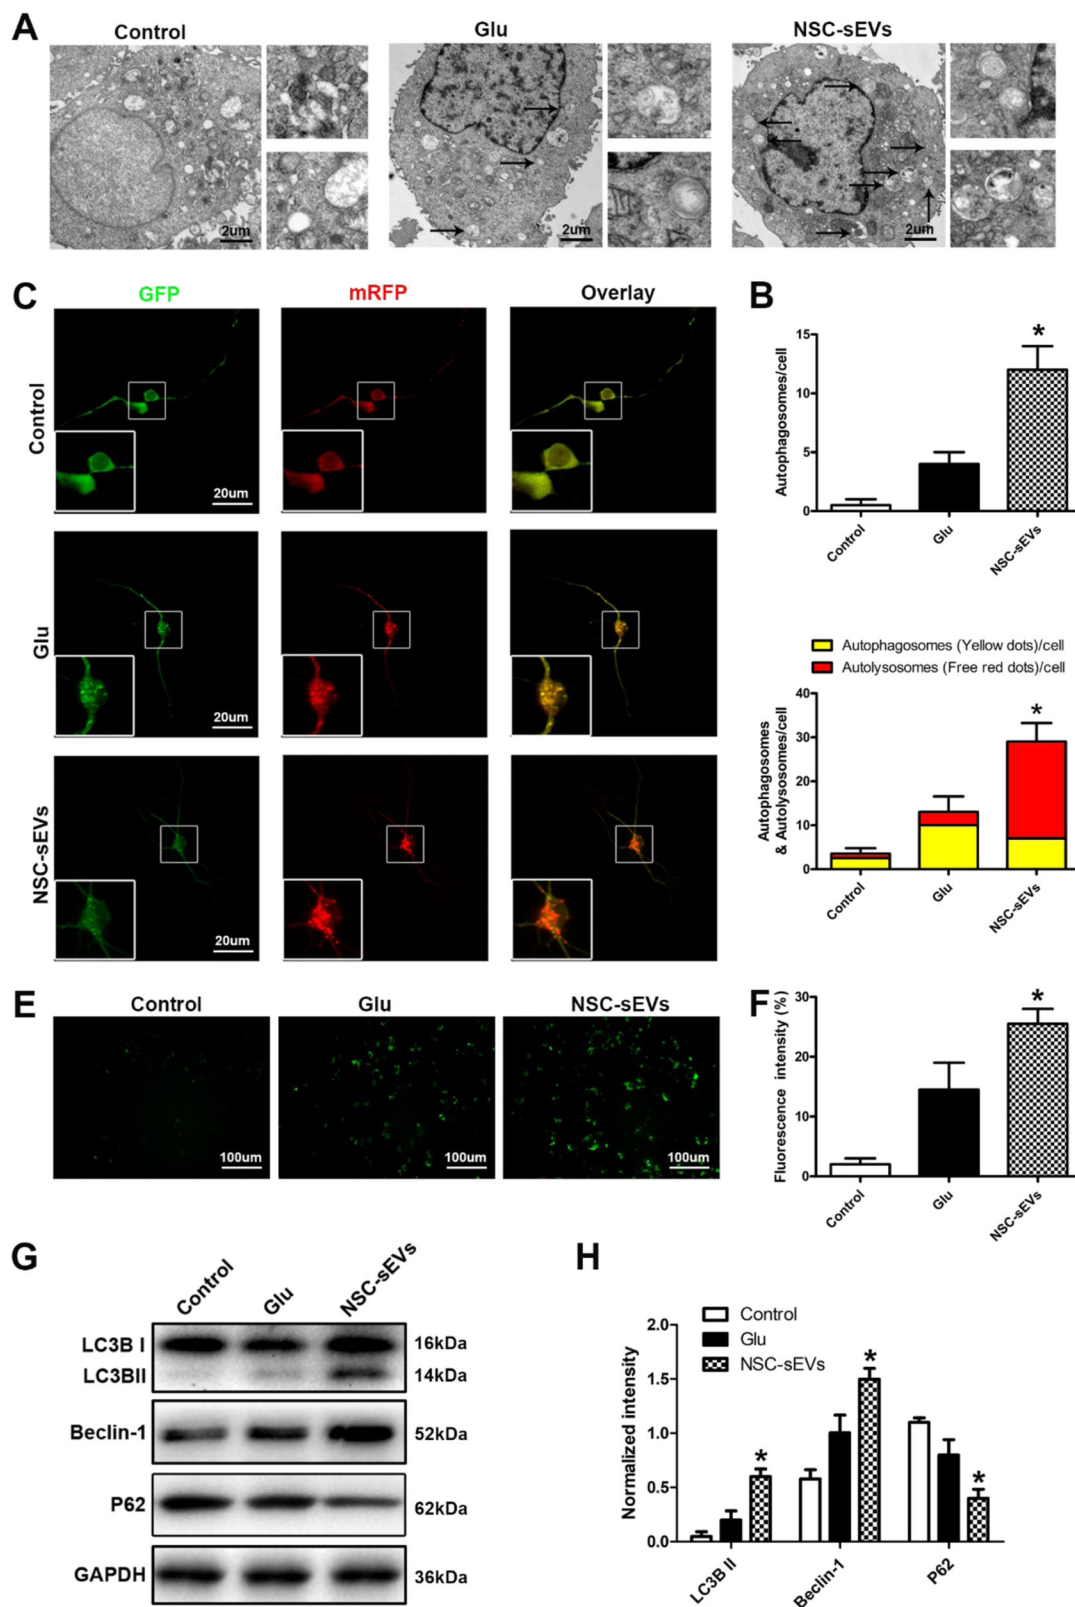 A
Control
Glu
NSC-sEVs
2um
2um
2um
C
GFP
mRFP
Overlay
Control
20um
Glu
20um
NSC-sEVs
20um
B
Autophagosomes/cell
15
10
5
0
*
Control
Glu
NSC-sEVs
Autophagosomes (Yellow dots)/cell
Autolysosomes (Free red dots)/cell
Autophagosomes
& Autolysosomes/cell
40
30
20
10
0
*
Control
Glu
NSC-sEVs
E
Control
Glu
NSC-sEVs
100um
100um
100um
F
Fluorescence intensity (%)
30
20
10
0
*
Control
Glu
NSC-sEVs
G
Control
Glu
NSC-sEVs
LC3B I
16kDa
LC3BII
14kDa
Beclin-1
52kDa
P62
62kDa
GAPDH
36kDa
H
Control
Glu
NSC-sEVs
Normalized intensity
2.0
1.5
1.0
0.5
0.0
*
*
*
LC3B II
Beclin-1
P62